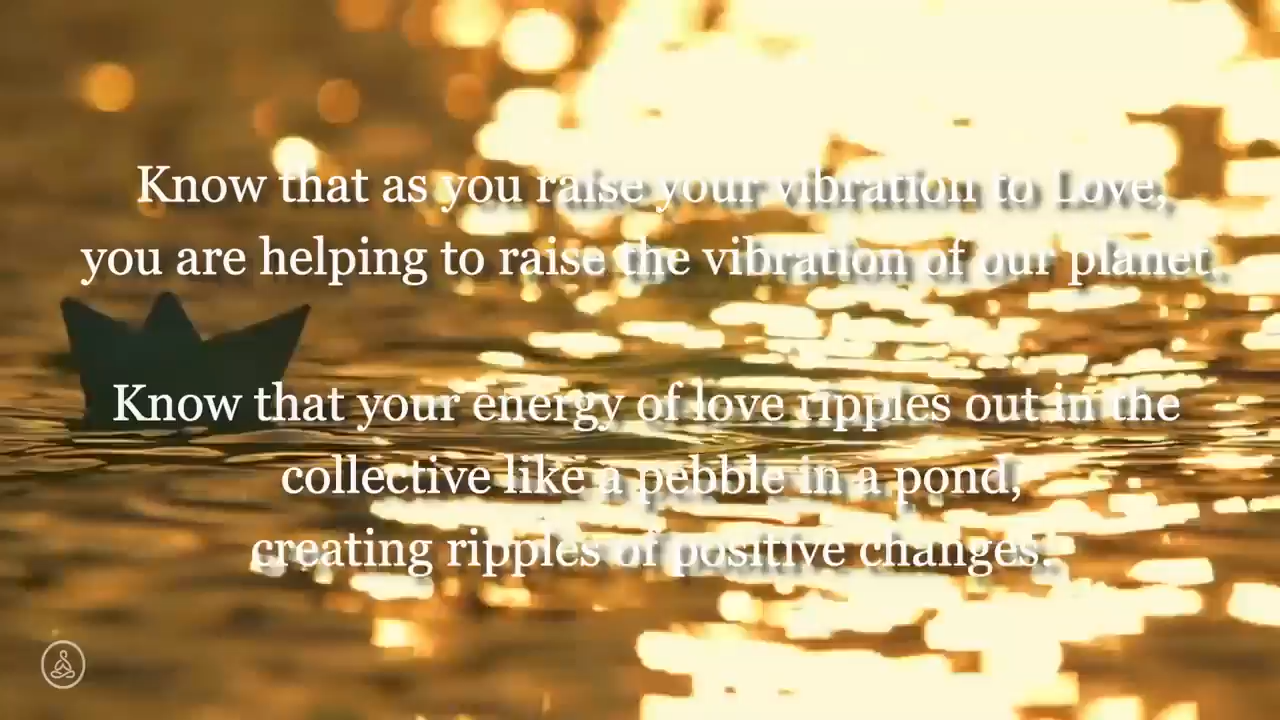 Know that as you raise your vibration to Love,
you are helping to raise the vibration of our planet.
Know that your energy of love ripples out in the
collective like a pebble in a pond,
creating ripples of positive changes.